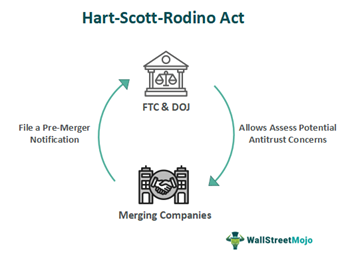 Hart-Scott-Rodino Act
FTC & DOJ
File a Pre-Merger
Notification
Allows Assess Potential
Antitrust Concerns
Merging Companies
WallStreetMojo